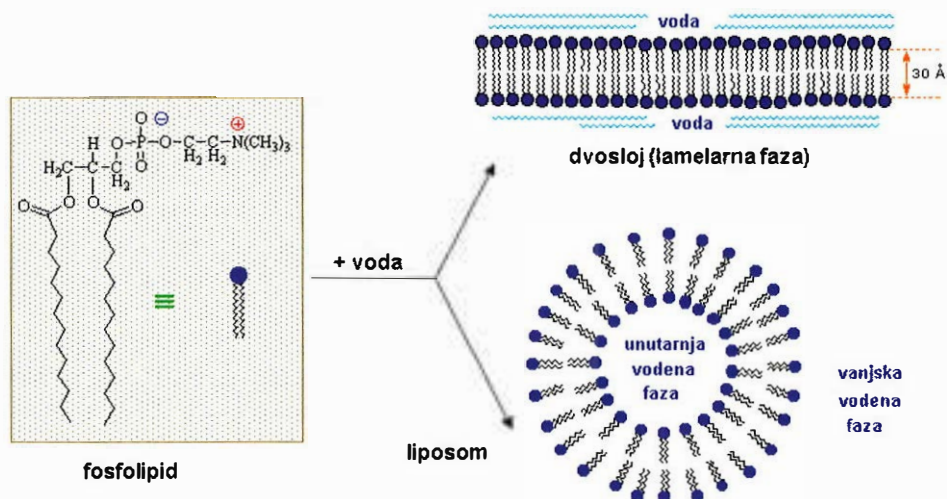 voda
30 Å
voda
dvosloj (lamelarna faza)
O
⊖
⊕
H
O-P-O
N(CH₃)₃
O
C
H₂
C
H₂
H₂C
C
C
H₂
O
O
O
O
≡
fosfolipid
+ voda
liposom
unutarnja
vodena
faza
vanjska
vodena
faza